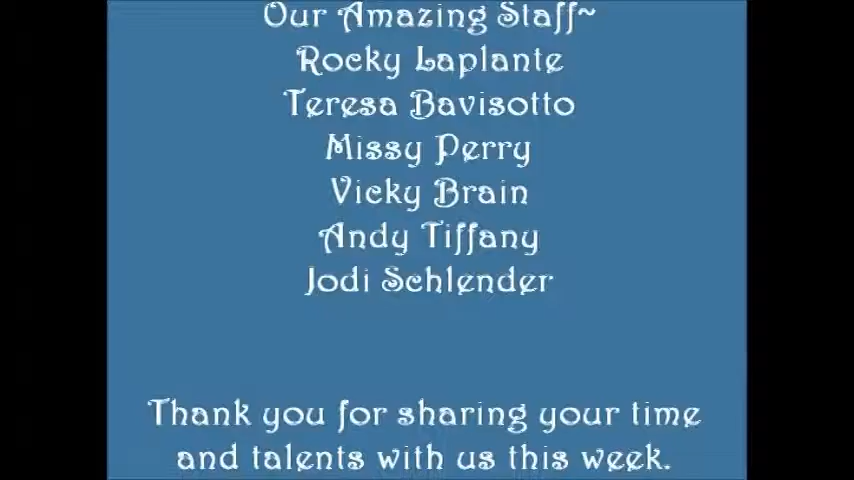 Our Amazing Staff~
Rocky Laplante
Teresa Bavisotto
Missy Perry
Vicky Brain
Andy Tiffany
Jodi Schlender
Thank you for sharing your time
and talents with us this week.